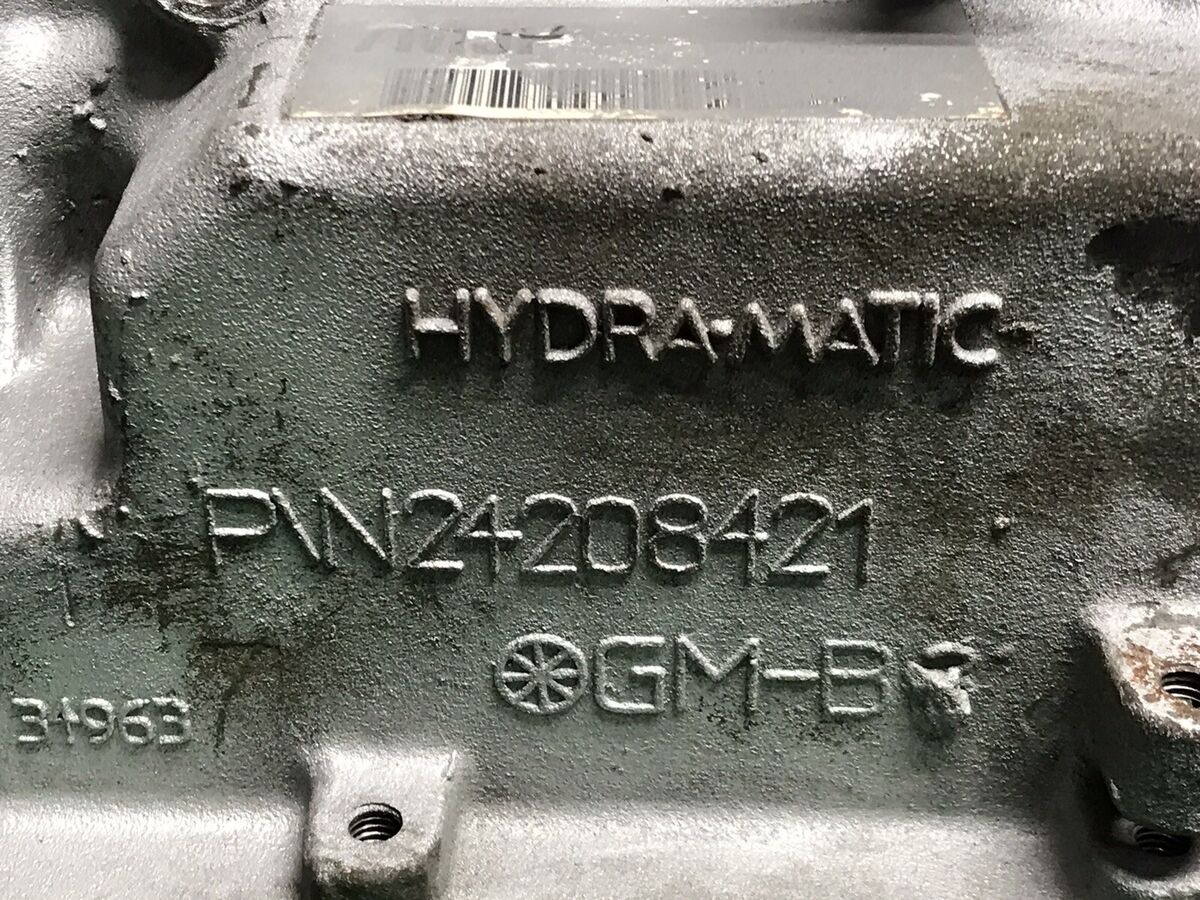 HYDRA-MATIC
P\N24208421
GM-B
31963